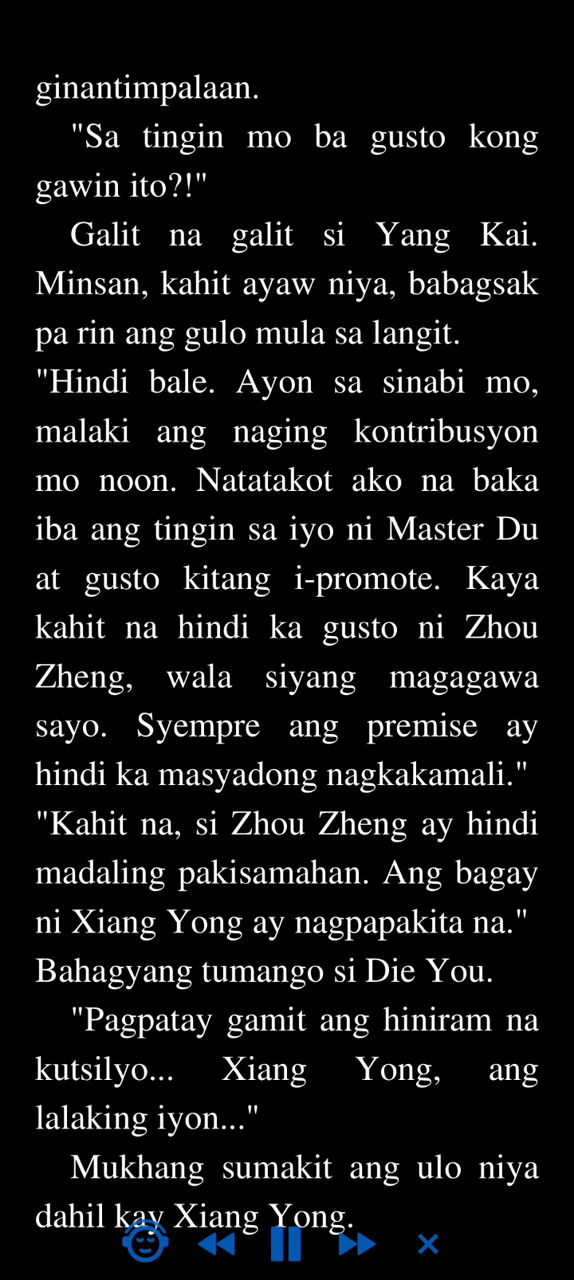 ginantimpalaan.
"Sa tingin mo ba gusto kong
gawin ito?!"
Galit na galit si Yang Kai.
Minsan, kahit ayaw niya, babagsak
pa rin ang gulo mula sa langit.
"Hindi bale. Ayon sa sinabi mo,
malaki ang naging kontribusyon
mo noon. Natatakot ako na baka
iba ang tingin sa iyo ni Master Du
at gusto kitang i-promote. Kaya
kahit na hindi ka gusto ni Zhou
Zheng, wala siyang magagawa
sayo. Syempre ang premise ay
hindi ka masyadong nagkakamali."
"Kahit na, si Zhou Zheng ay hindi
madaling pakisamahan. Ang bagay
ni Xiang Yong ay nagpapakita na."
Bahagyang tumango si Die You.
"Pagpatay gamit ang hiniram na
kutsilyo... Xiang Yong, ang
lalaking iyon..."
Mukhang sumakit ang ulo niya
dahil kay Xiang Yong.